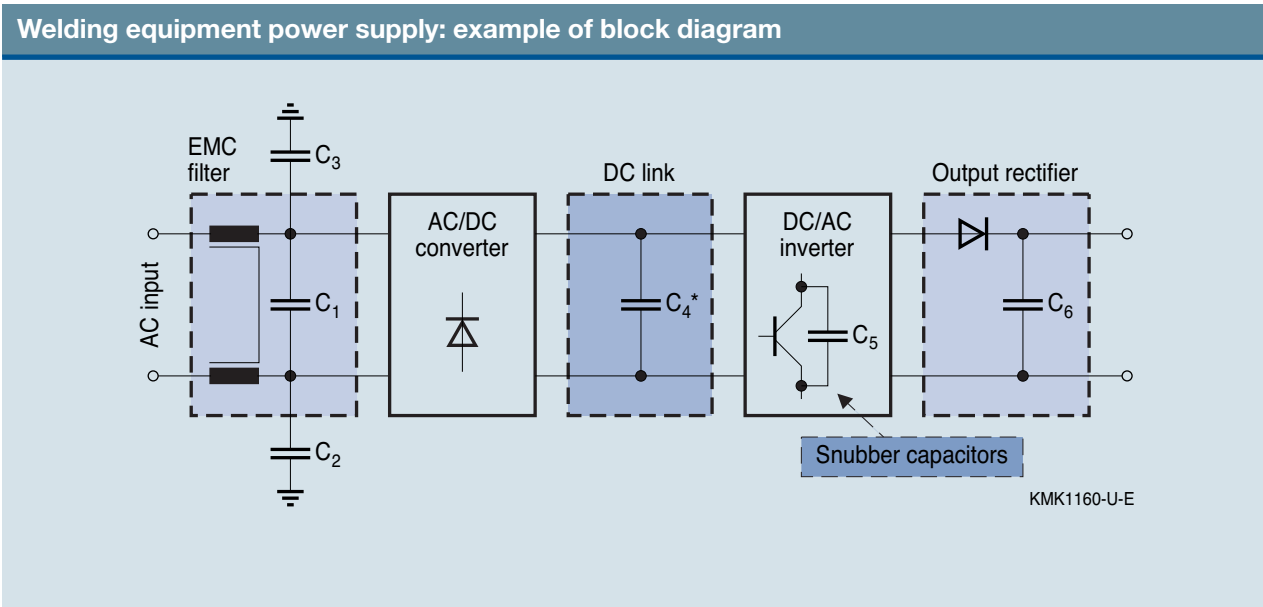 Welding equipment power supply: example of block diagram
EMC
filter
C3
DC link
Output rectifier
AC/DC
converter
DC/AC
inverter
AC input
C1
C4*
C5
C6
C2
Snubber capacitors
KMK1160-U-E